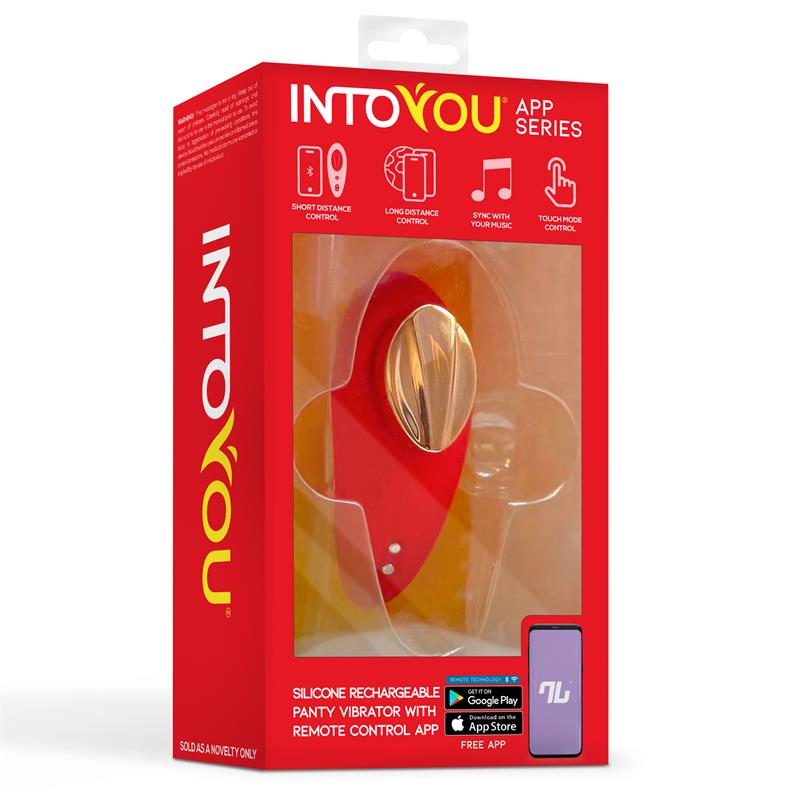 INTOYOU® APP
SERIES
SHORT DISTANCE
CONTROL
LONG DISTANCE
CONTROL
SYNC WITH
YOUR MUSIC
TOUCH MODE
CONTROL
SILICONE RECHARGEABLE
PANTY VIBRATOR WITH
REMOTE CONTROL APP
REMOTE TECHNOLOGY
GET IT ON
Google Play
Download on the
App Store
FREE APP
INTOYOU®
SOLD AS A NOVELTY ONLY